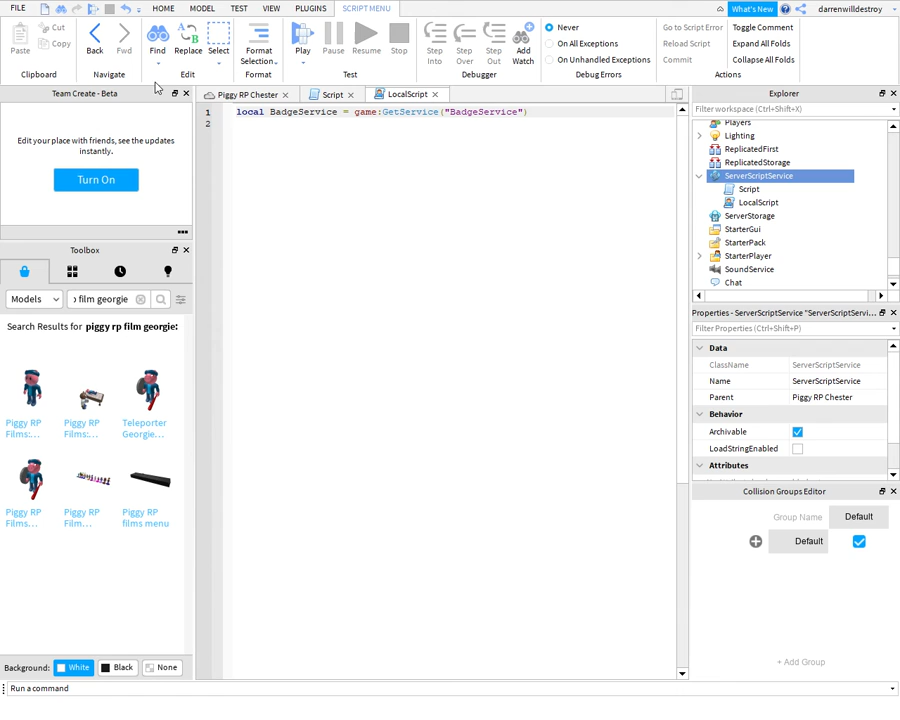 FILE HOME MODEL TEST VIEW PLUGINS SCRIPT MENU What's New darrenwilldestroy
Paste Cut Copy
Clipboard
Back Fwd
Navigate
Find Replace Select
Edit
Format
Selection
Format
Play Pause Resume Stop
Test
Step Into Step Over Step Out Add Watch
Debugger
Never
On All Exceptions
On Unhandled Exceptions
Debug Errors
Go to Script Error Toggle Comment
Reload Script Expand All Folds
Commit Collapse All Folds
Actions
Team Create - Beta
Edit your place with friends, see the updates
instantly.
Turn On
Toolbox
Models film georgie
Search Results for piggy rp film georgie:
Piggy RP
Films:...
Piggy RP
Films:...
Teleporter
Georgie...
Piggy RP
Films...
Piggy RP
Film...
Piggy RP
films menu
Background: White Black None
Piggy RP Chester Script LocalScript
1 local BadgeService = game:GetService("BadgeService")
2
Explorer
Filter workspace (Ctrl+Shift+X)
Players
Lighting
ReplicatedFirst
ReplicatedStorage
ServerScriptService
Script
LocalScript
ServerStorage
StarterGui
StarterPack
StarterPlayer
SoundService
Chat
Properties - ServerScriptService "ServerScriptServi...
Filter Properties (Ctrl+Shift+P)
Data
ClassName ServerScriptService
Name ServerScriptService
Parent Piggy RP Chester
Behavior
Archivable
LoadStringEnabled
Attributes
Collision Groups Editor
Group Name Default
Default
+ Add Group
Run a command